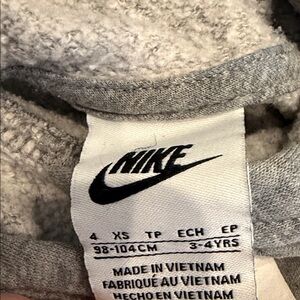 NIKE
4 XS TP ECH EP
98-104CM 3-4YRS
MADE IN VIETNAM
FABRIQUÉ AU VIETNAM
HECHO EN VIETNAM